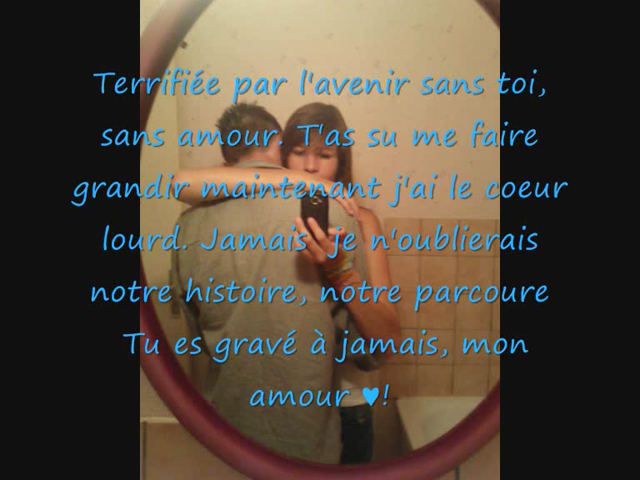 Terrifiée par l'avenir sans toi,
sans amour. T'as su me faire
grandir maintenant j'ai le coeur
lourd. Jamais  je n'oublierais
notre histoire, notre parcoure
Tu es gravé à jamais, mon
amour ♥!